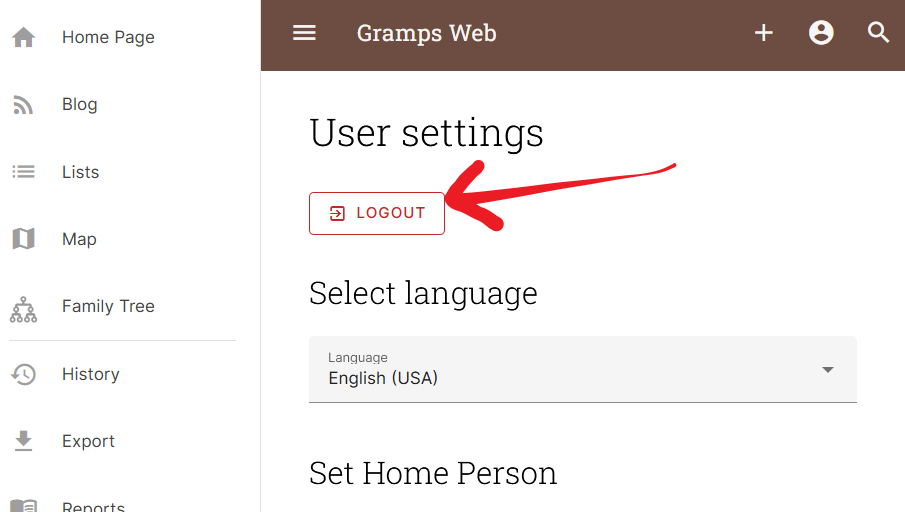 Home Page
Blog
Lists
Map
Family Tree
History
Export
Reports
Gramps Web
User settings
LOGOUT
Select language
Language
English (USA)
Set Home Person